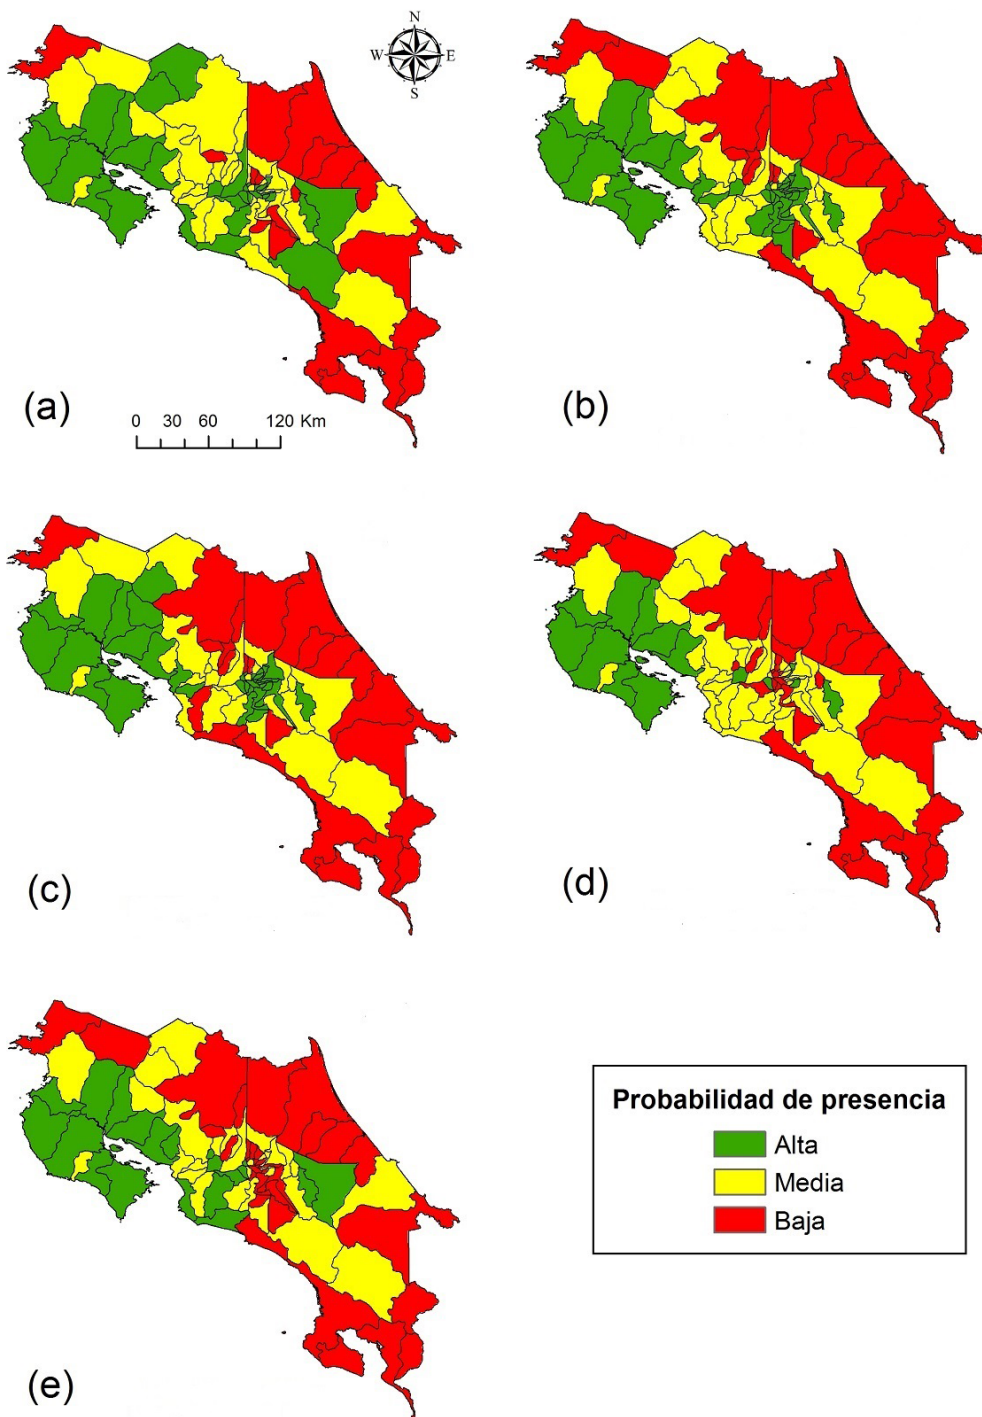 N
W E
S
(a)
0 30 60 120 Km
(b)
(c)
(d)
(e)
Probabilidad de presencia
Alta
Media
Baja